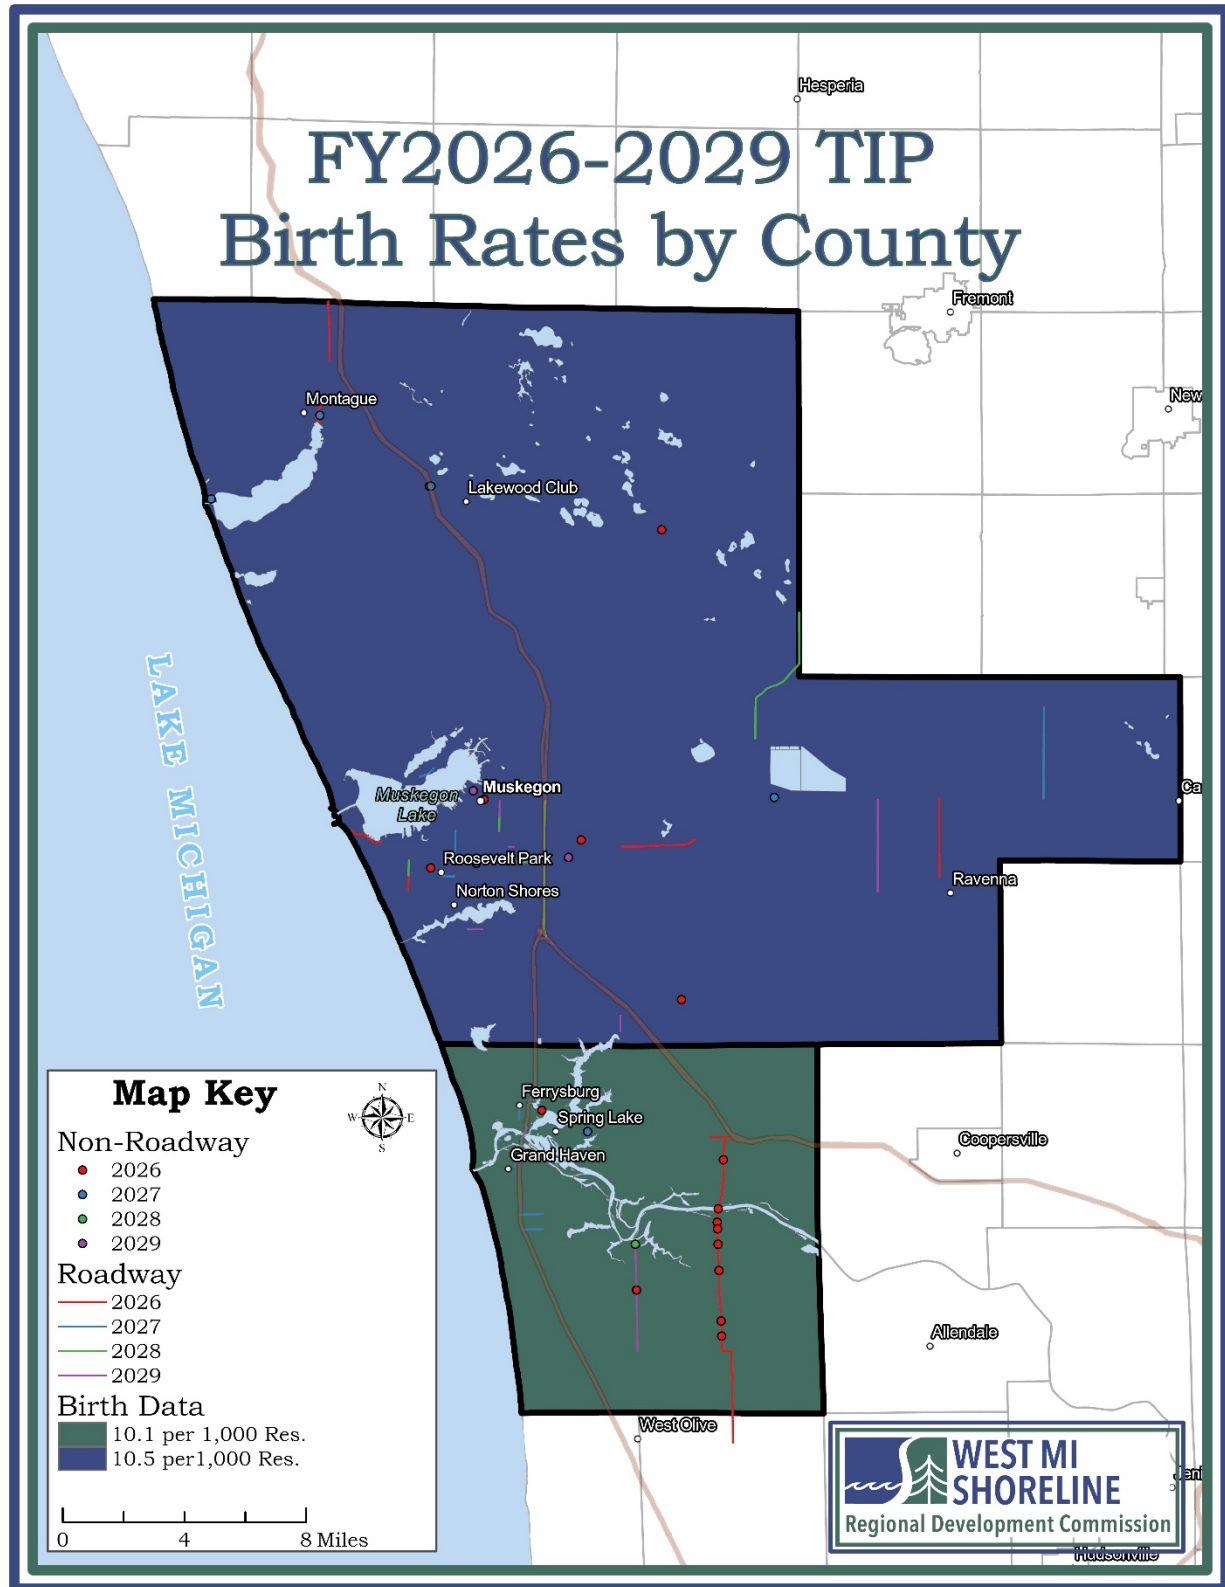 Hesperia
FY2026-2029 TIP
Birth Rates by County
Fremont
New
Montague
Lakewood Club
LAKE MICHIGAN
Muskegon
Muskegon
Lake
Ca
Roosevelt Park
Norton Shores
Ravenna
Ferrysburg
Spring Lake
Grand Haven
Coopersville
Allendale
West Olive
Map Key
N
W
E
S
Non-Roadway
2026
2027
2028
2029
Roadway
2026
2027
2028
2029
Birth Data
10.1 per 1,000 Res.
10.5 per1,000 Res.
0 4 8 Miles
WEST MI
SHORELINE
Regional Development Commission
Jeni
Hudsonville